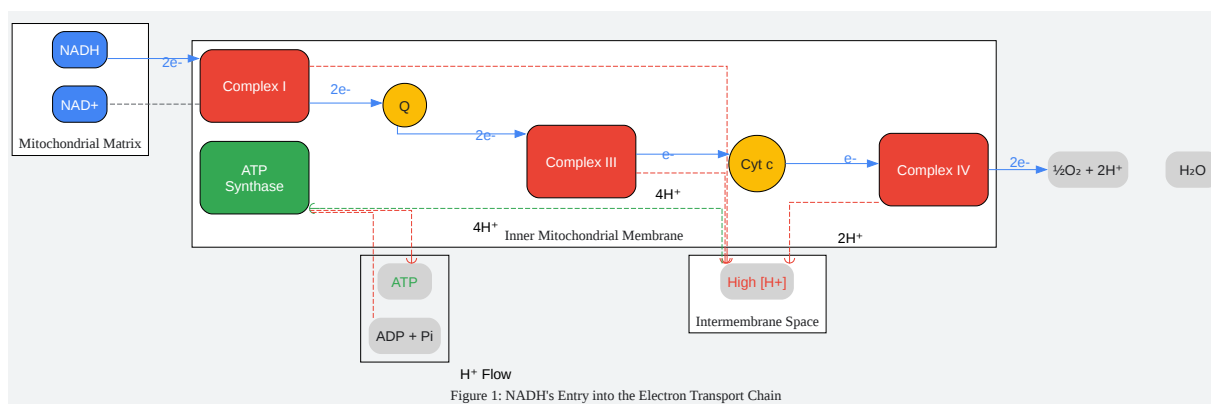 NADH
2e-
NAD+
Mitochondrial Matrix
Complex I
2e-
Q
2e-
ATP
Synthase
Complex III
e-
Cyt c
e-
Complex IV
2e-
½O₂ + 2H⁺
H₂O
4H⁺
4H⁺
2H⁺
Inner Mitochondrial Membrane
ATP
ADP + Pi
High [H+]
Intermembrane Space
H⁺ Flow
Figure 1: NADH's Entry into the Electron Transport Chain